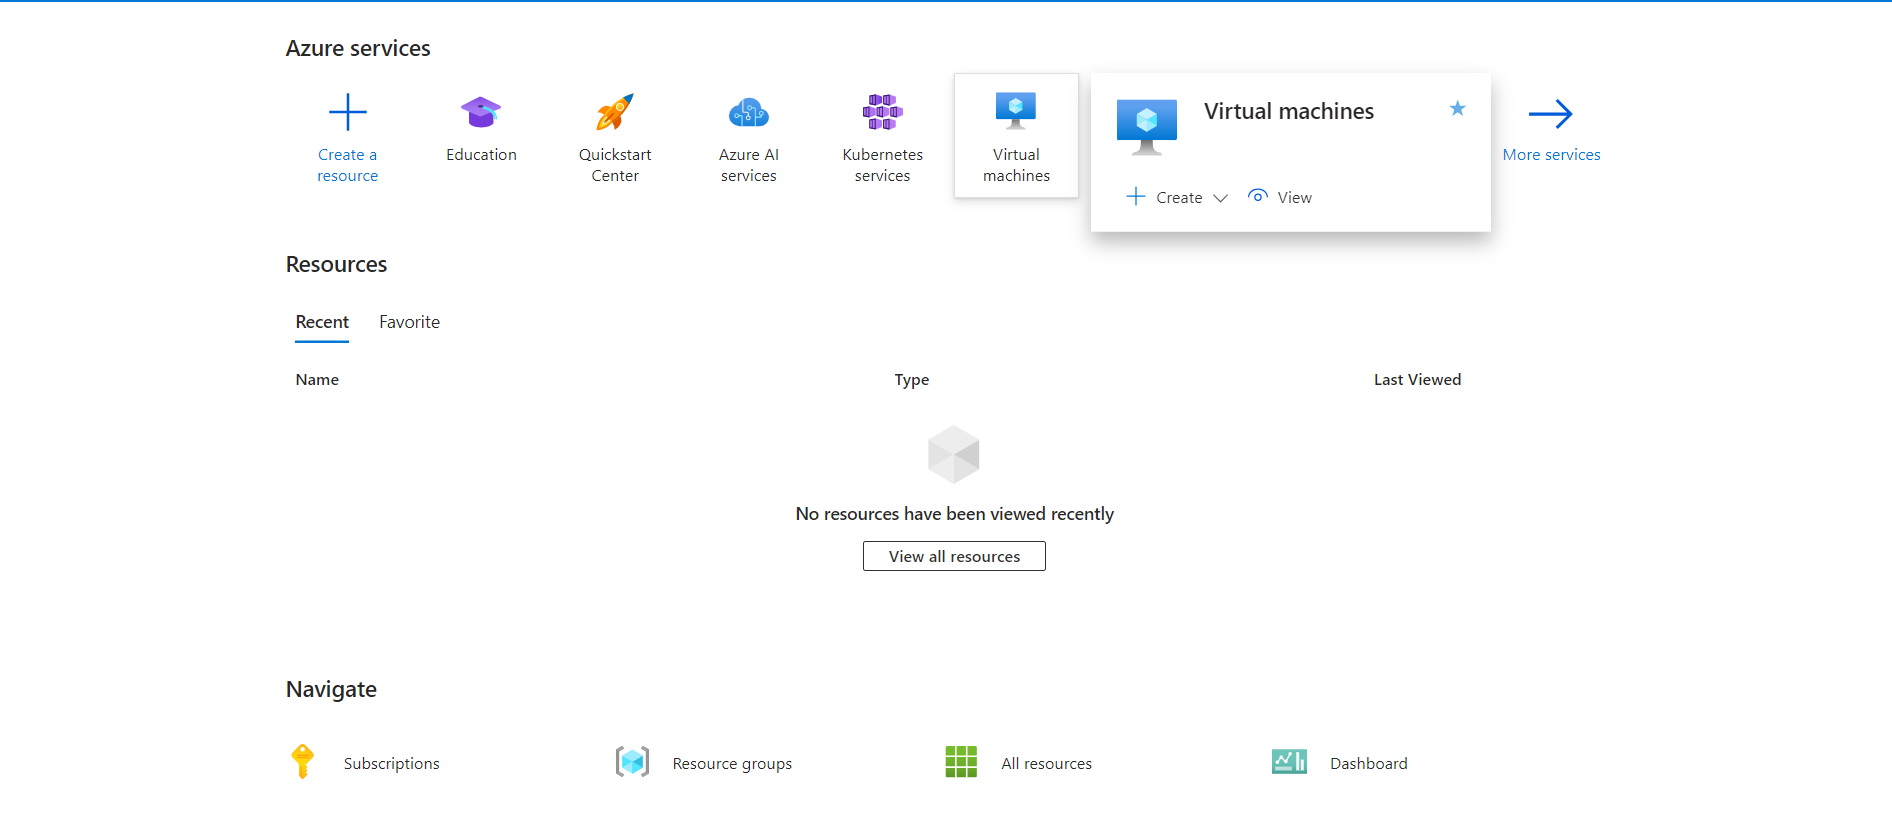 Azure services
Create a
resource
Education
Quickstart
Center
Azure AI
services
Kubernetes
services
Virtual
machines
Virtual machines
Create
View
More services
Resources
Recent Favorite
Name Type Last Viewed
No resources have been viewed recently
View all resources
Navigate
Subscriptions Resource groups All resources Dashboard